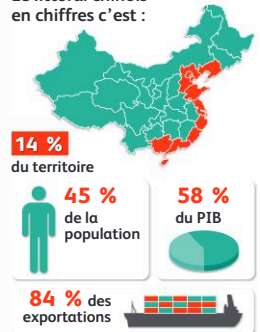 en chiffres c'est :
14 %
du territoire
45 %
de la
population
58 %
du PIB
84 % des
exportations